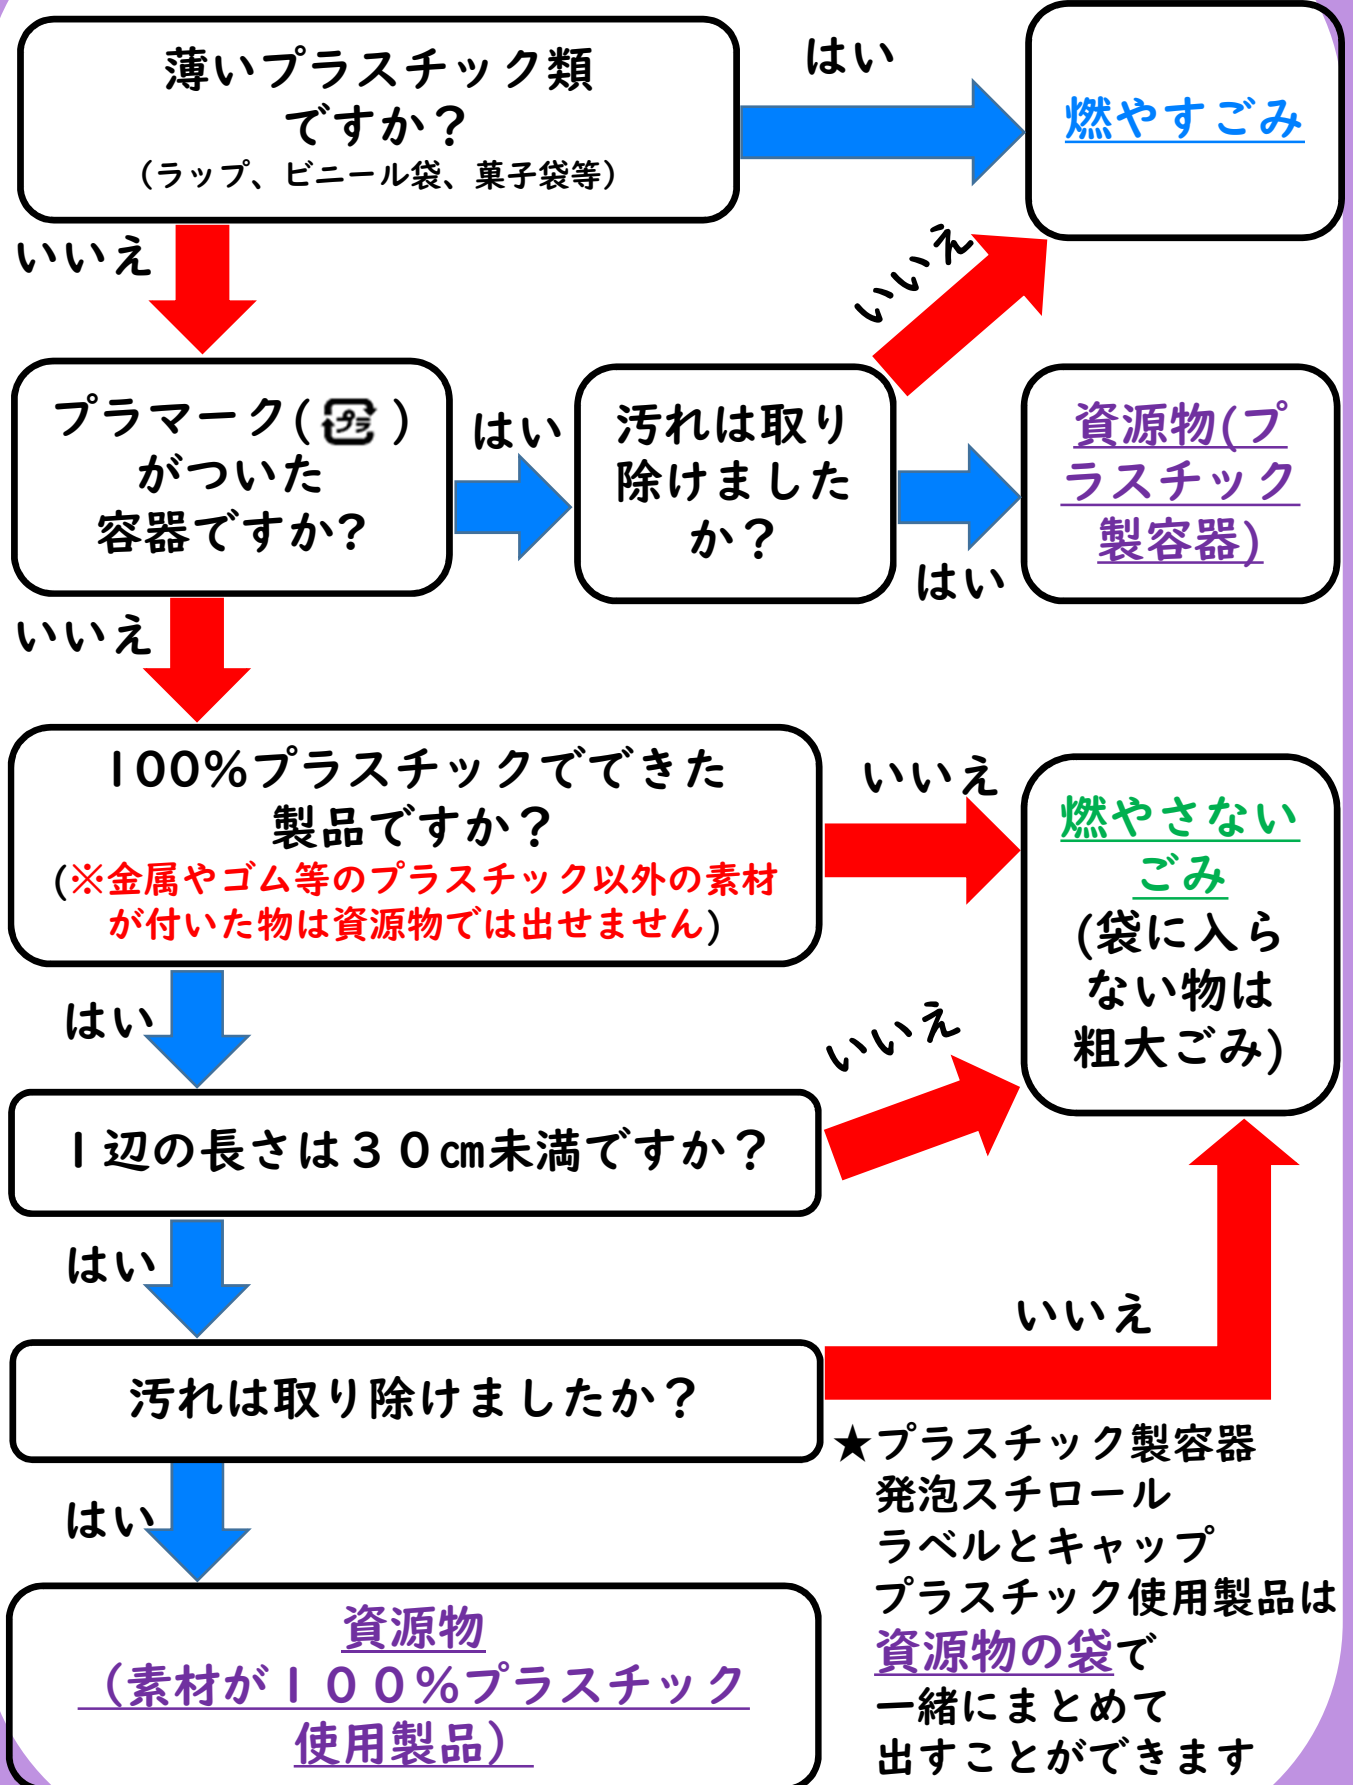 薄いプラスチック類
ですか？
（ラップ、ビニール袋、菓子袋等）
はい
燃やすごみ
いいえ
いいえ
プラマーク( プラ )
がついた
容器ですか?
はい
汚れは取り
除けました
か？
はい
資源物(プ
ラスチック
製容器)
いいえ
100%プラスチックでできた
製品ですか？
(※金属やゴム等のプラスチック以外の素材
が付いた物は資源物では出せません)
いいえ
燃やさない
ごみ
(袋に入ら
ない物は
粗大ごみ)
はい
いいえ
1辺の長さは３０㎝未満ですか？
はい
いいえ
汚れは取り除けましたか？
はい
★プラスチック製容器
発泡スチロール
ラベルとキャップ
プラスチック使用製品は
資源物の袋で
一緒にまとめて
出すことができます
資源物
（素材が１００％プラスチック
使用製品）